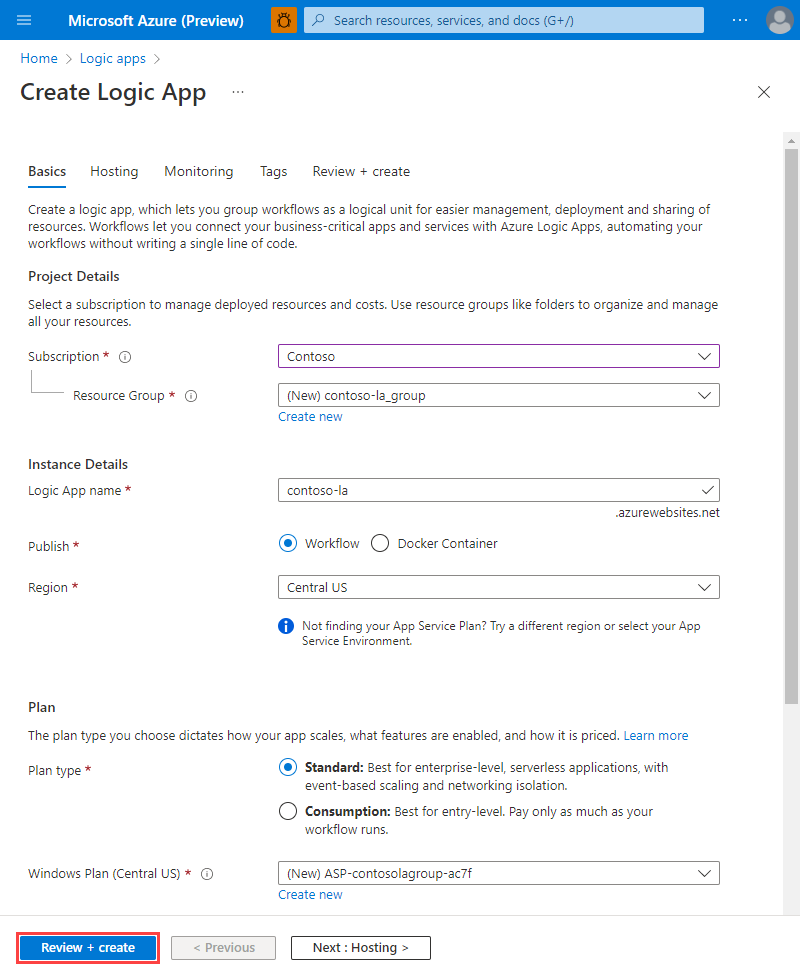 Microsoft Azure (Preview)
Search resources, services, and docs (G+/)
...
Home > Logic apps >
Create Logic App ...
Basics Hosting Monitoring Tags Review + create
Create a logic app, which lets you group workflows as a logical unit for easier management, deployment and sharing of
resources. Workflows let you connect your business-critical apps and services with Azure Logic Apps, automating your
workflows without writing a single line of code.
Project Details
Select a subscription to manage deployed resources and costs. Use resource groups like folders to organize and manage
all your resources.
Subscription * Contoso
Resource Group * (New) contoso-la_group
Create new
Instance Details
Logic App name * contoso-la
.azurewebsites.net
Publish * Workflow Docker Container
Region * Central US
Not finding your App Service Plan? Try a different region or select your App
Service Environment.
Plan
The plan type you choose dictates how your app scales, what features are enabled, and how it is priced. Learn more
Plan type * Standard: Best for enterprise-level, serverless applications, with
event-based scaling and networking isolation.
Consumption: Best for entry-level. Pay only as much as your
workflow runs.
Windows Plan (Central US) * (New) ASP-contosolagroup-ac7f
Create new
Review + create < Previous Next : Hosting >